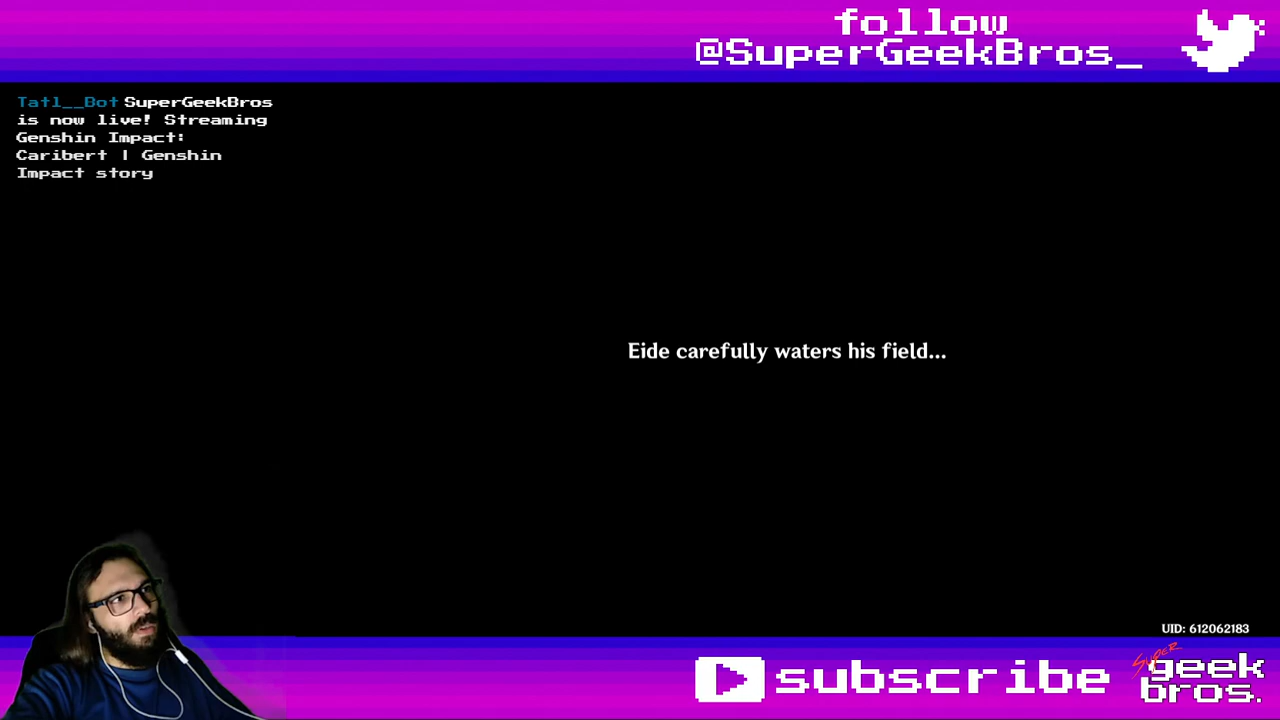 follow
@SuperGeekBros_
Tatl__Bot SuperGeekBros
is now live! Streaming
Genshin Impact:
Caribert | Genshin
Impact story
Eide carefully waters his field...
UID: 612062183
subscribe
SUPER
geek
bros.